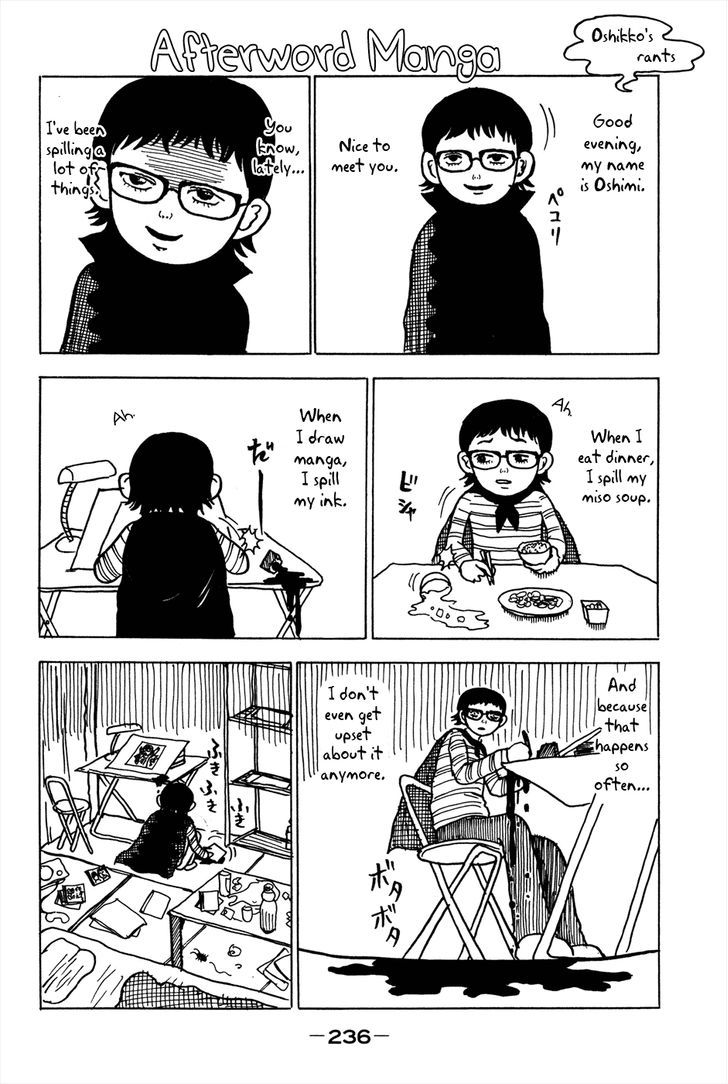 Afterword Manga
Oshikko's
rants
Good
evening,
my name
is Oshimi.
Nice to
meet you.
ペコリ
You
know,
lately...
I've been
spilling a
lot of
things.
Ah
When I
eat dinner,
I spill my
miso soup.
ビシャ
When
I draw
manga,
I spill
my ink.
だー
Ah
And
because
that
happens
so
often...
I don't
even get
upset
about it
anymore.
ボタ
ボタ
ふき
ふき
ふき
-236-